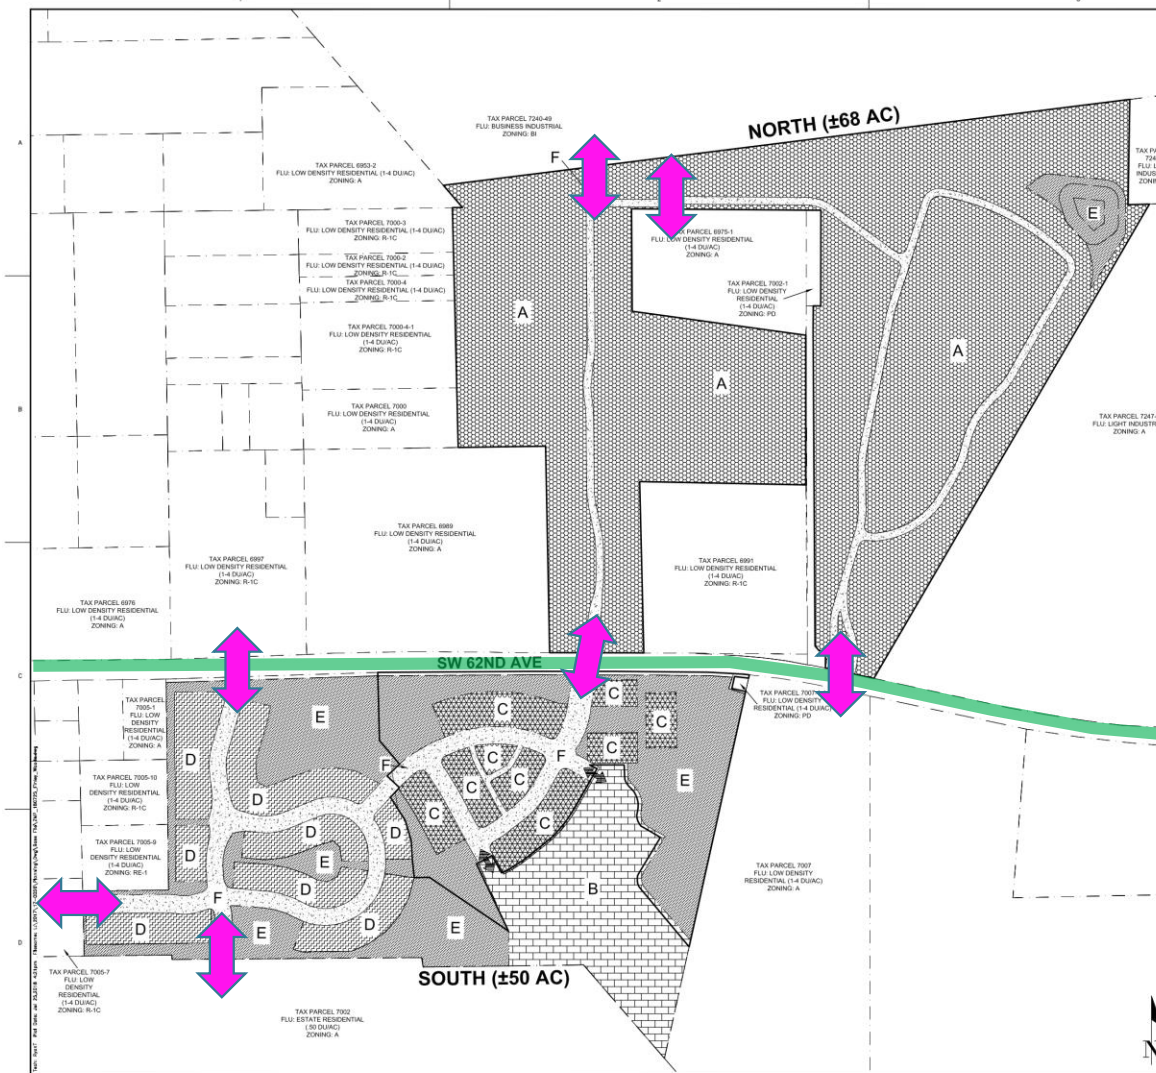 A
B
C
D
NORTH (±68 AC)
TAX PARCEL 7240-49
FLU: BUSINESS INDUSTRIAL
ZONING: BI
F
TAX PARCEL 6953-2
FLU: LOW DENSITY RESIDENTIAL (1-4 DU/AC)
ZONING: A
TAX PARCEL 7000-3
FLU: LOW DENSITY RESIDENTIAL (1-4 DU/AC)
ZONING: R-1C
TAX PARCEL 7000-2
FLU: LOW DENSITY RESIDENTIAL (1-4 DU/AC)
ZONING: R-1C
TAX PARCEL 7000-4
FLU: LOW DENSITY RESIDENTIAL (1-4 DU/AC)
ZONING: R-1C
TAX PARCEL 7000-4-1
FLU: LOW DENSITY RESIDENTIAL
(1-4 DU/AC)
ZONING: R-1C
TAX PARCEL 7000
FLU: LOW DENSITY RESIDENTIAL
(1-4 DU/AC)
ZONING: A
TAX PARCEL 6975-1
FLU: LOW DENSITY RESIDENTIAL
(1-4 DU/AC)
ZONING: A
TAX PARCEL 7002-1
FLU: LOW DENSITY
RESIDENTIAL
(1-4 DU/AC)
ZONING: PD
E
A
A
A
TAX PARCEL 7247-
FLU: LIGHT INDUSTR
ZONING: A
TAX PARCEL 6989
FLU: LOW DENSITY RESIDENTIAL
(1-4 DU/AC)
ZONING: A
TAX PARCEL 6997
FLU: LOW DENSITY RESIDENTIAL
(1-4 DU/AC)
ZONING: R-1C
TAX PARCEL 6991
FLU: LOW DENSITY RESIDENTIAL
(1-4 DU/AC)
ZONING: R-1C
TAX PARCEL 6976
FLU: LOW DENSITY RESIDENTIAL
(1-4 DU/AC)
ZONING: A
SW 62ND AVE
TAX PARCEL
7005-1
FLU: LOW
DENSITY
RESIDENTIAL
(1-4 DU/AC)
ZONING: A
TAX PARCEL 7007
FLU: LOW DENSITY
RESIDENTIAL (1-4 DU/AC)
ZONING: PD
TAX PARCEL 7005-10
FLU: LOW
DENSITY RESIDENTIAL
(1-4 DU/AC)
ZONING: R-1C
TAX PARCEL 7005-9
FLU: LOW
DENSITY RESIDENTIAL
(1-4 DU/AC)
ZONING: RE-1
E
C
C
C
C
C
C
C
C
C
D
D
D
D
D
D
D
D
E
E
E
E
F
F
F
B
TAX PARCEL 7007
FLU: LOW DENSITY
RESIDENTIAL (1-4 DU/AC)
ZONING: A
SOUTH (±50 AC)
TAX PARCEL 7005-7
FLU: LOW
DENSITY
RESIDENTIAL
(1-4 DU/AC)
ZONING: R-1C
TAX PARCEL 7002
FLU: ESTATE RESIDENTIAL
(.50 DU/AC)
ZONING: A
N